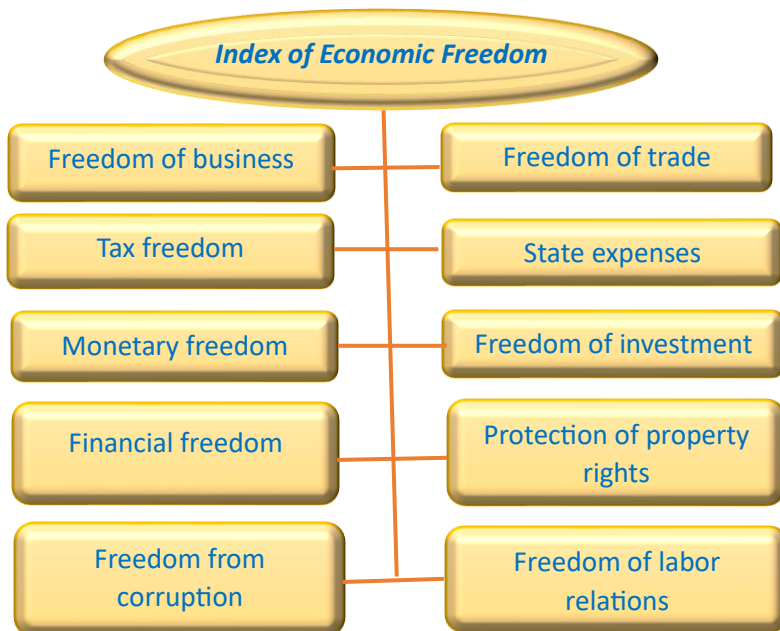 Index of Economic Freedom
Freedom of business
Freedom of trade
Tax freedom
State expenses
Monetary freedom
Freedom of investment
Financial freedom
Protection of property
rights
Freedom from
corruption
Freedom of labor
relations